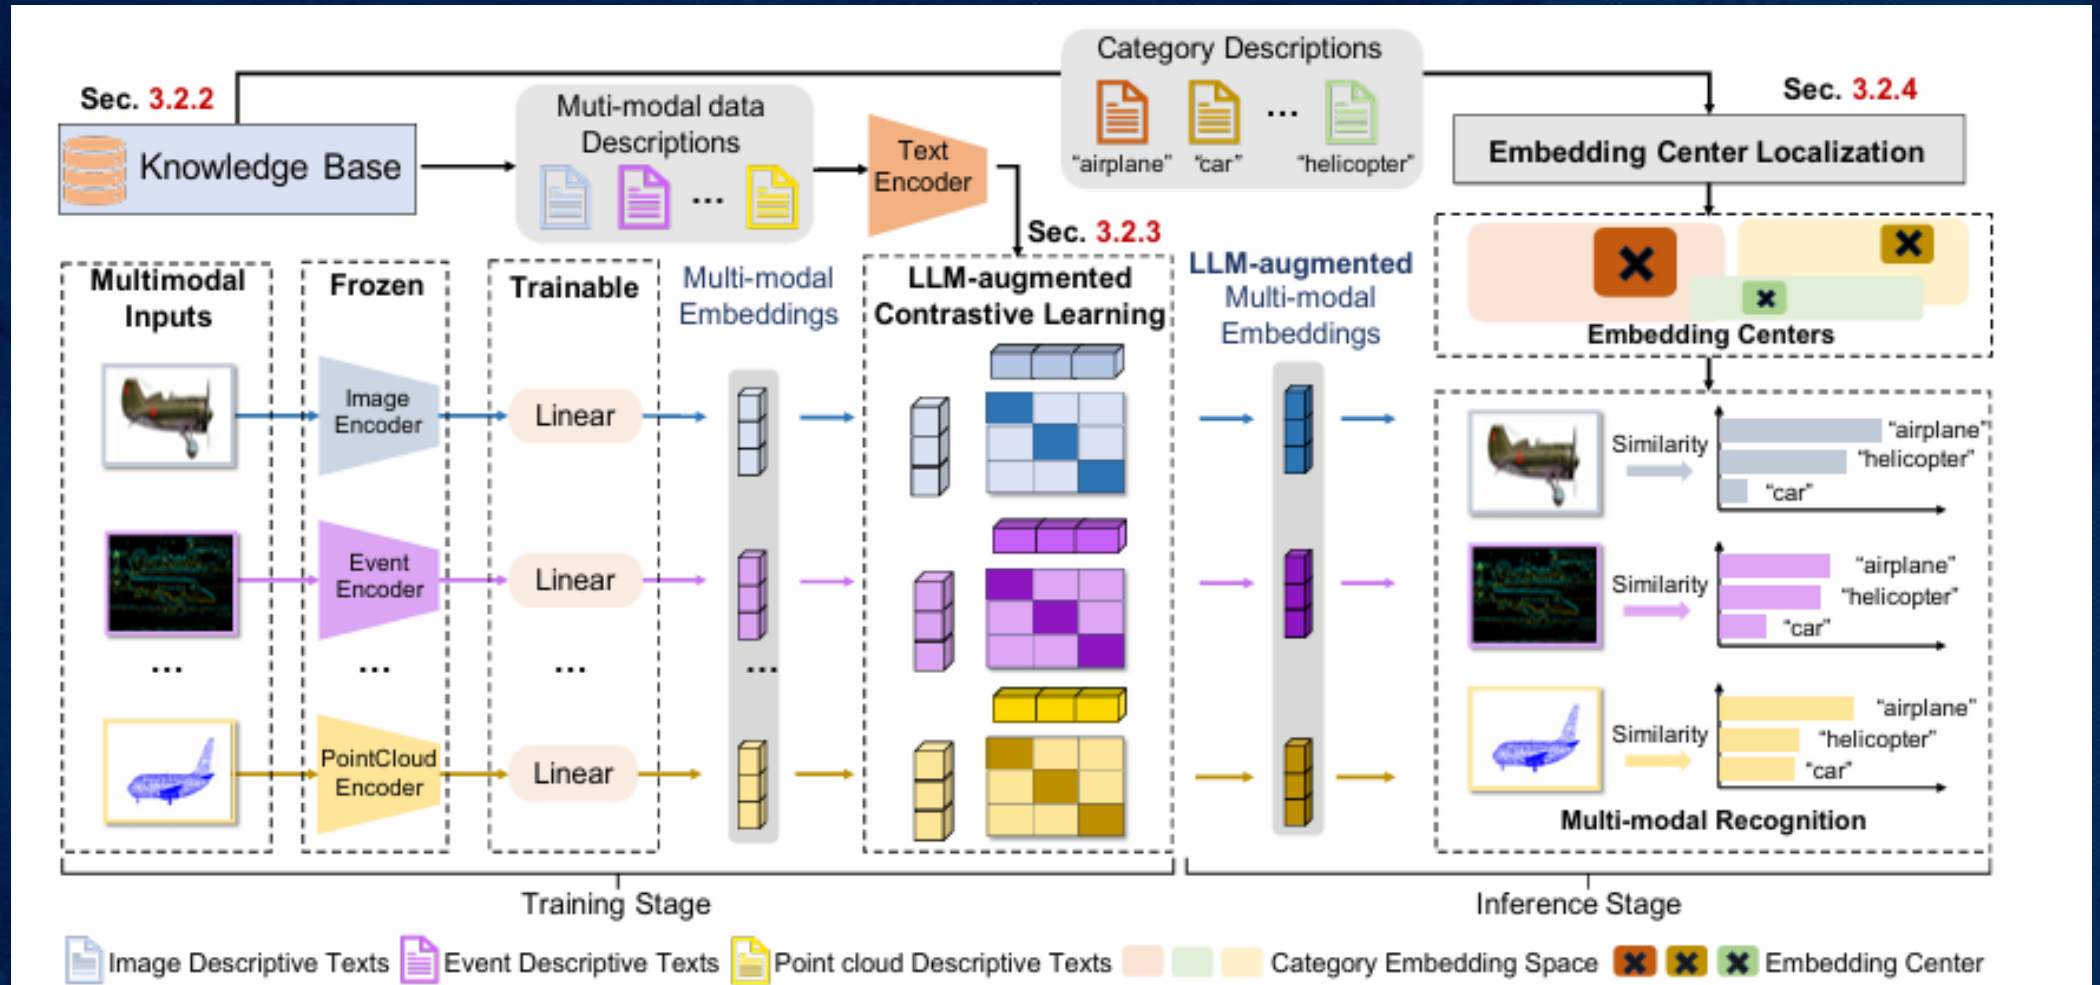 Category Descriptions
"airplane" "car" ... "helicopter"
Sec. 3.2.2
Knowledge Base
Muti-modal data
Descriptions
...
Text
Encoder
Sec. 3.2.4
Embedding Center Localization
Embedding Centers
Sec. 3.2.3
Multimodal
Inputs
Frozen
Trainable
Multi-modal
Embeddings
LLM-augmented
Contrastive Learning
LLM-augmented
Multi-modal
Embeddings
Image
Encoder
Linear
Event
Encoder
Linear
... ... ... ...
PointCloud
Encoder
Linear
Similarity
"airplane"
"helicopter"
"car"
Similarity
"airplane"
"helicopter"
"car"
Similarity
"airplane"
"helicopter"
"car"
Multi-modal Recognition
Training Stage
Inference Stage
Image Descriptive Texts Event Descriptive Texts Point cloud Descriptive Texts Category Embedding Space Embedding Center